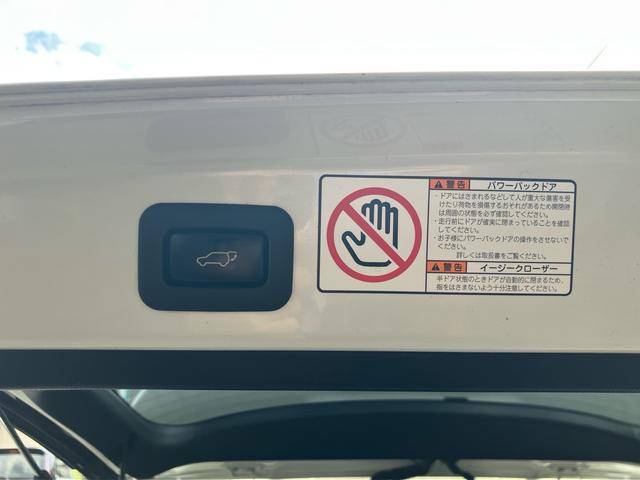 警告 パワーバックドア
・ドアにはさまれるなどして人が重大な傷害を受
けたり荷物を損傷するおそれがあるため開閉時
は周囲の状態を必ず確認してください。
・走行前にドアが確実に閉まっていることを確認
してください。
・お子様にパワーバックドアの操作をさせないで
ください。
詳しくは取扱書をご覧ください。
警告 イージークローザー
半ドア状態のときドアが自動的に閉まるため、
指をはさまないよう十分注意してください。